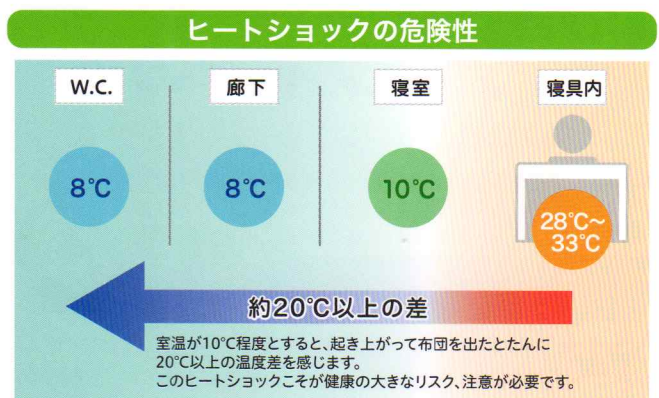 ヒートショックの危険性
W.C.
廊下
寝室
寝具内
8℃
8℃
10℃
28℃~
33℃
約20℃以上の差
室温が10℃程度とすると、起き上がって布団を出たとたんに
20℃以上の温度差を感じます。
このヒートショックこそが健康の大きなリスク、注意が必要です。